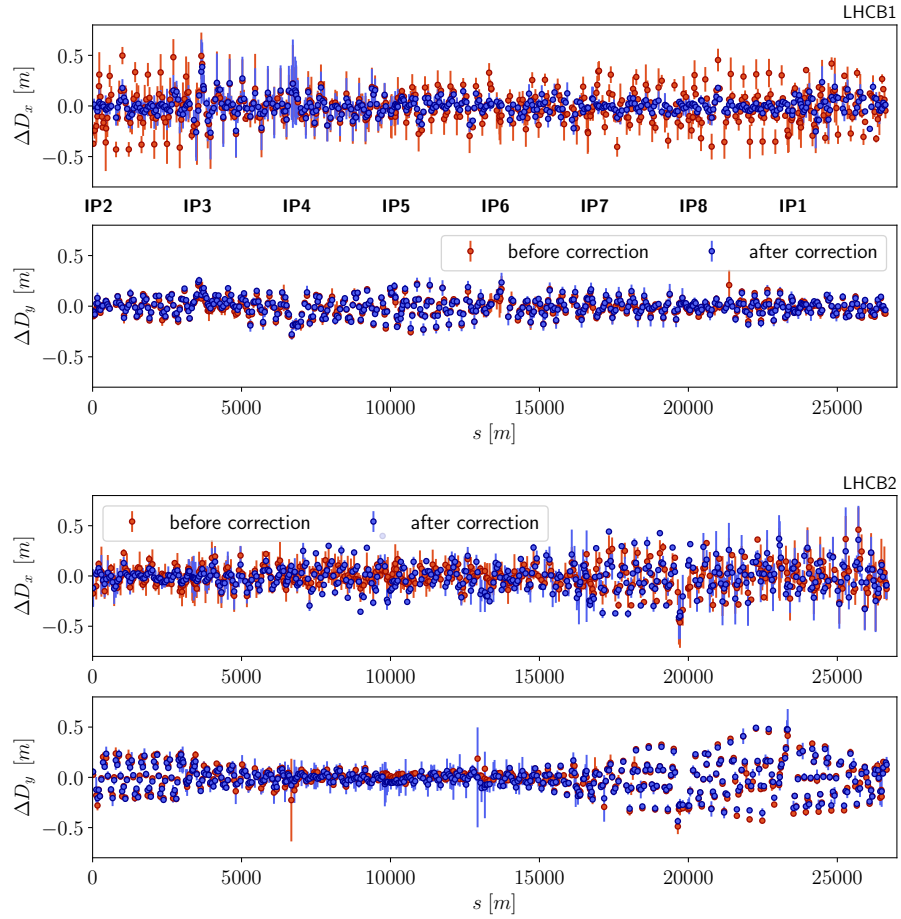 LHCB1
0.5
0.0
−0.5
ΔD_x [m]
IP2 IP3 IP4 IP5 IP6 IP7 IP8 IP1
before correction after correction
0.5
0.0
−0.5
ΔD_y [m]
0 5000 10000 15000 20000 25000
s [m]
LHCB2
before correction after correction
0.5
0.0
−0.5
ΔD_x [m]
0 5000 10000 15000 20000 25000
0.5
0.0
−0.5
ΔD_y [m]
0 5000 10000 15000 20000 25000
s [m]